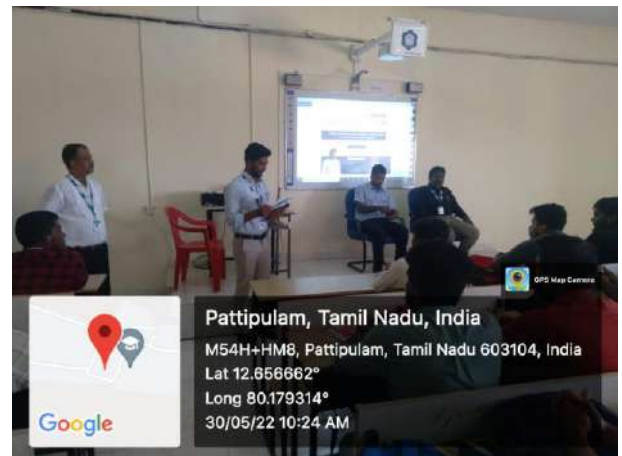 GPS Map Camera
Pattipulam, Tamil Nadu, India
M54H+HM8, Pattipulam, Tamil Nadu 603104, India
Lat 12.656662°
Long 80.179314°
30/05/22 10:24 AM
Google